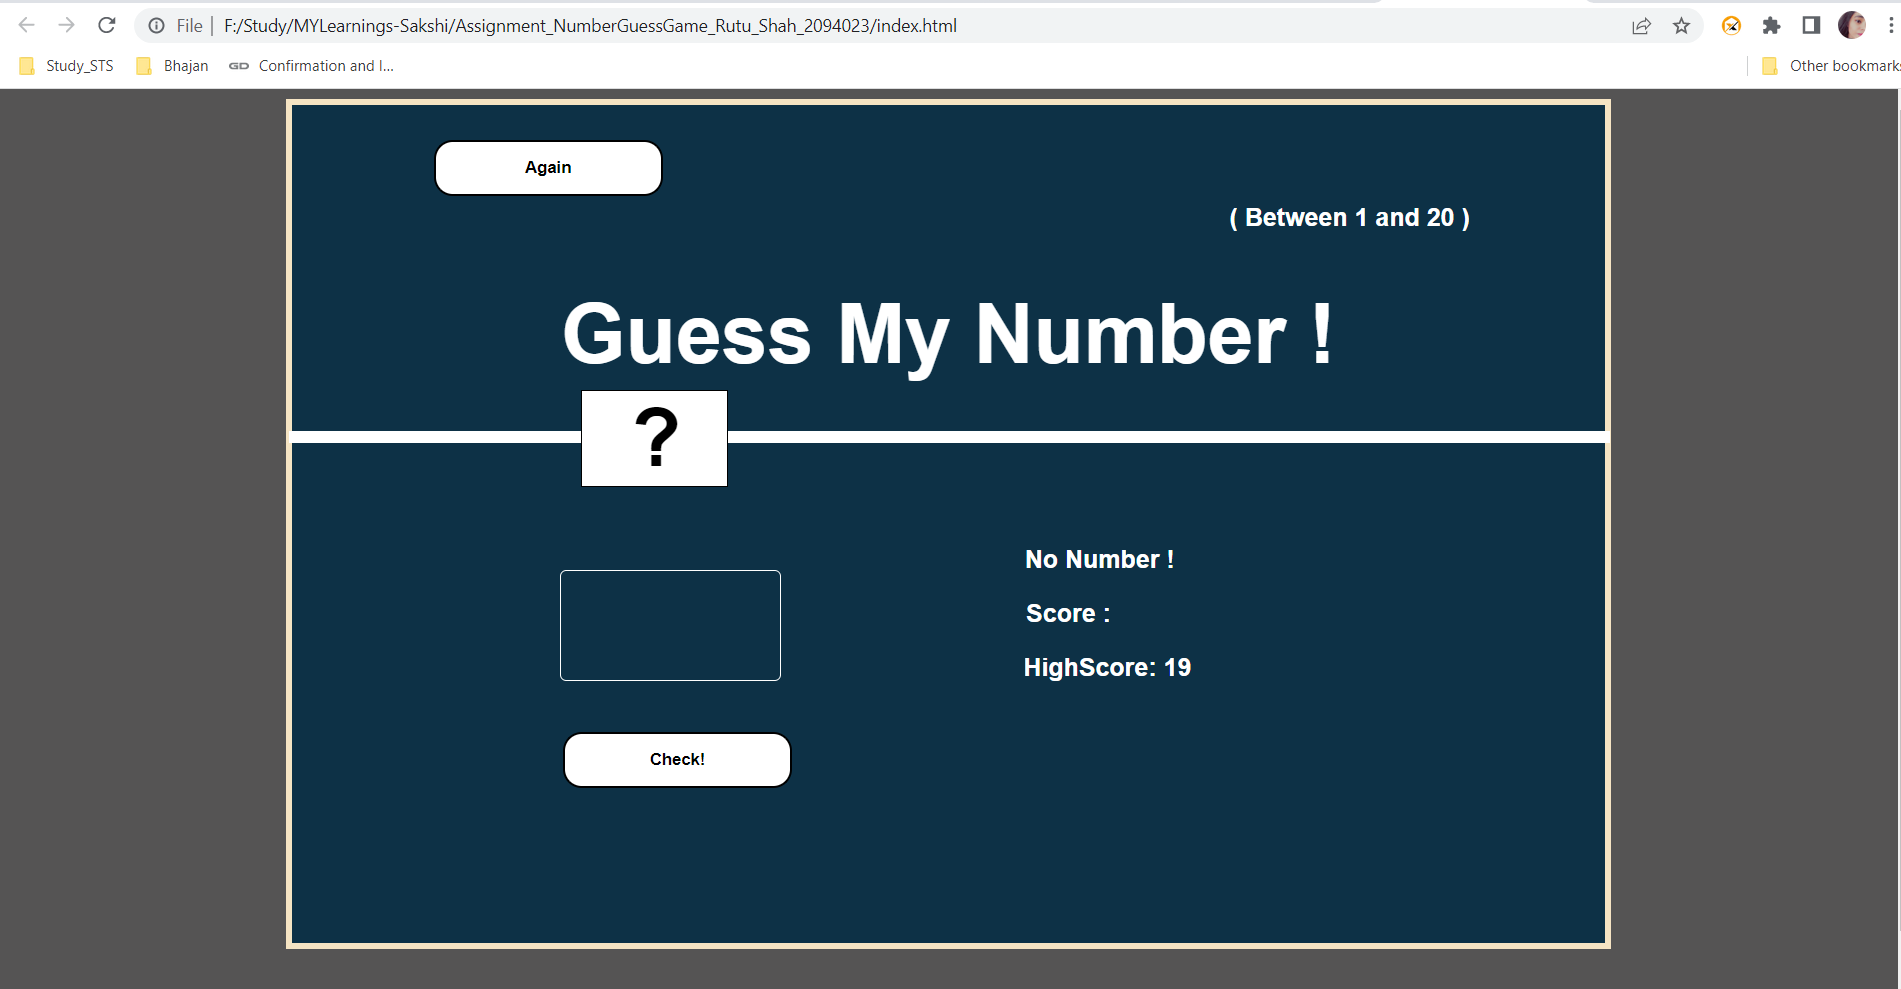 File | F:/Study/MYLearnings-Sakshi/Assignment_NumberGuessGame_Rutu_Shah_2094023/index.html
Study_STS Bhajan GD Confirmation and I... Other bookmarks
Again
( Between 1 and 20 )
Guess My Number !
?
No Number !
Score :
HighScore: 19
Check!